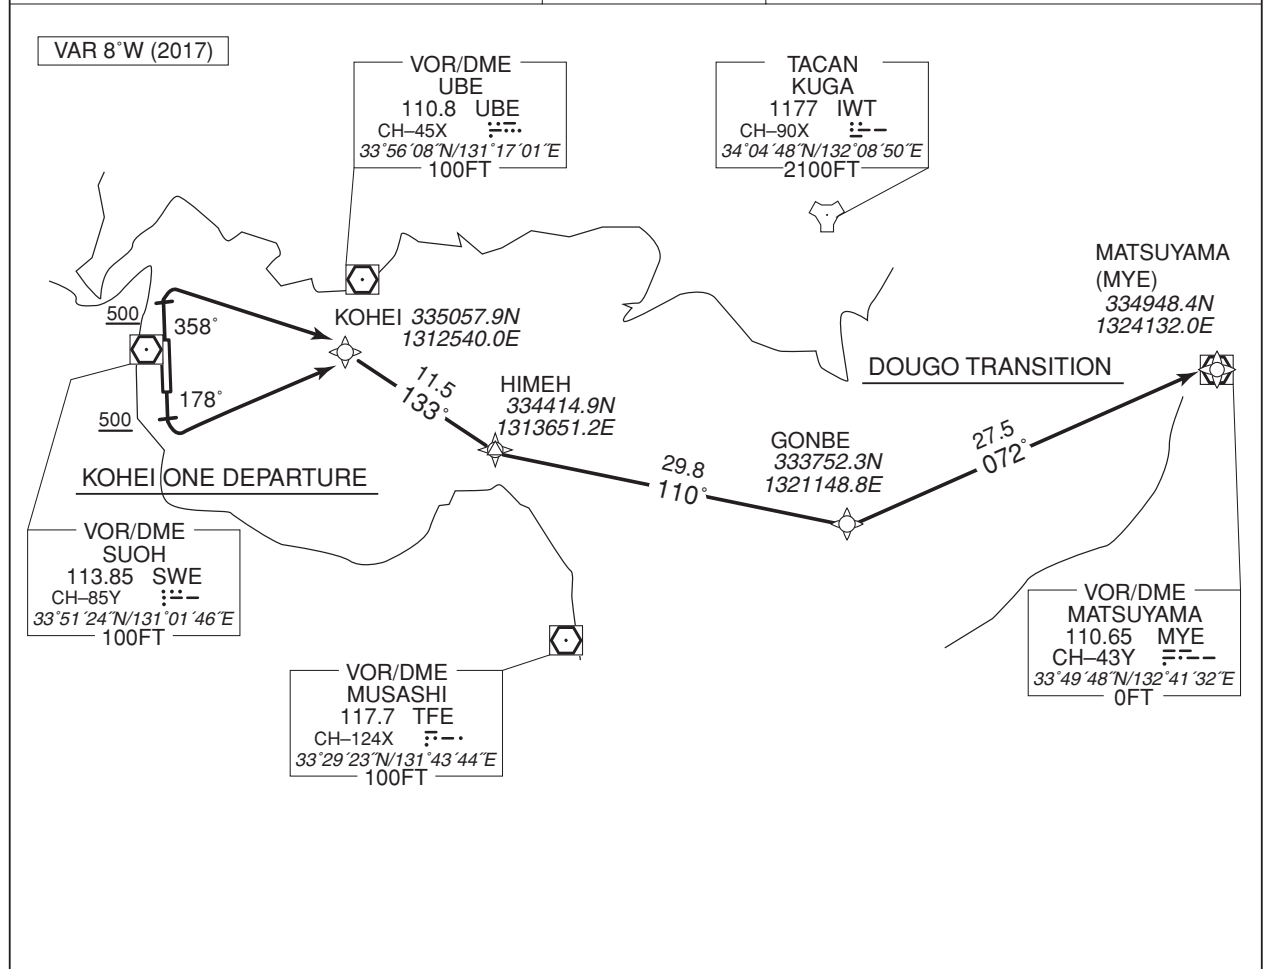 VAR 8˚W (2017)
VOR/DME
UBE
110.8 UBE
CH–45X
33˚56´08˝N/131˚17´01˝E
100FT
TACAN
KUGA
1177 IWT
CH–90X
34˚04´48˝N/132˚08´50˝E
2100FT
MATSUYAMA
(MYE)
334948.4N
1324132.0E
500
358˚
KOHEI 335057.9N
1312540.0E
178˚
500
11.5
133˚
HIMEH
334414.9N
1313651.2E
DOUGO TRANSITION
KOHEI ONE DEPARTURE
29.8
110˚
GONBE
333752.3N
1321148.8E
27.5
072˚
VOR/DME
SUOH
113.85 SWE
CH–85Y
33˚51´24˝N/131˚01´46˝E
100FT
VOR/DME
MUSASHI
117.7 TFE
CH–124X
33˚29´23˝N/131˚43´44˝E
100FT
VOR/DME
MATSUYAMA
110.65 MYE
CH–43Y
33˚49´48˝N/132˚41´32˝E
0FT